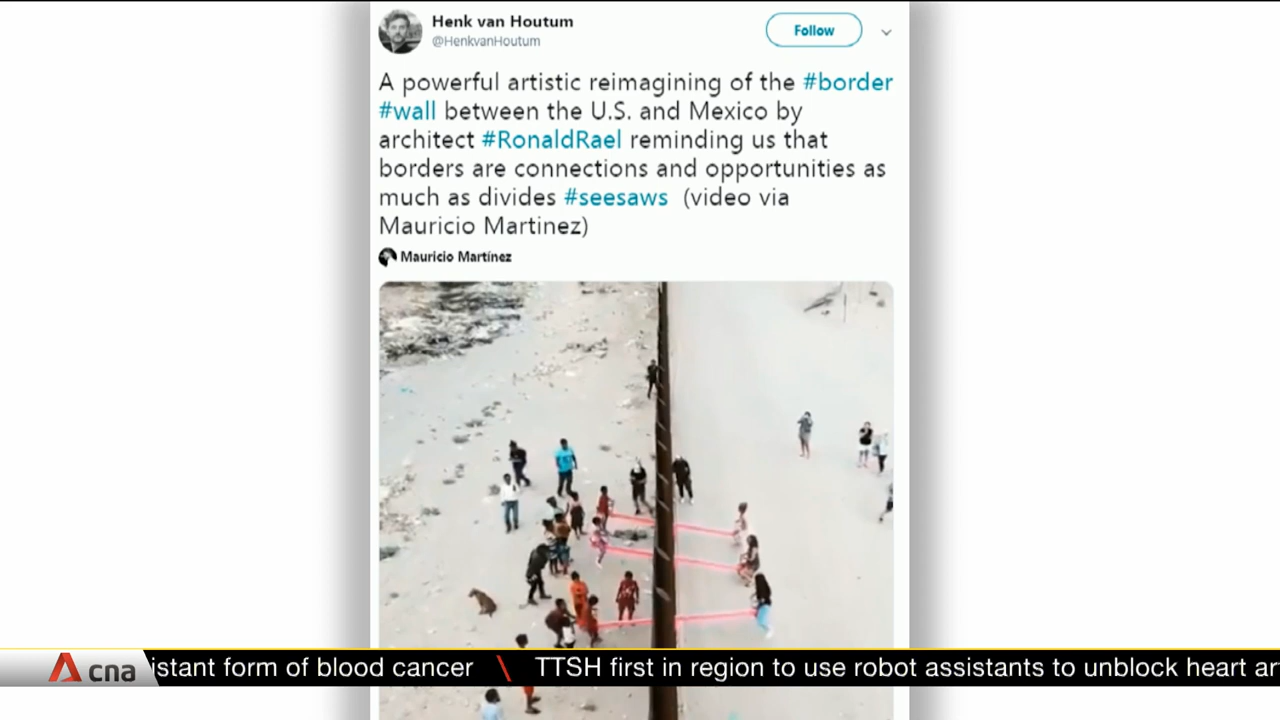 Henk van Houtum
@HenkvanHoutum
Follow
A powerful artistic reimagining of the #border
#wall between the U.S. and Mexico by
architect #RonaldRael reminding us that
borders are connections and opportunities as
much as divides #seesaws (video via
Mauricio Martinez)
Mauricio Martínez
cna
istant form of blood cancer \ TTSH first in region to use robot assistants to unblock heart ar